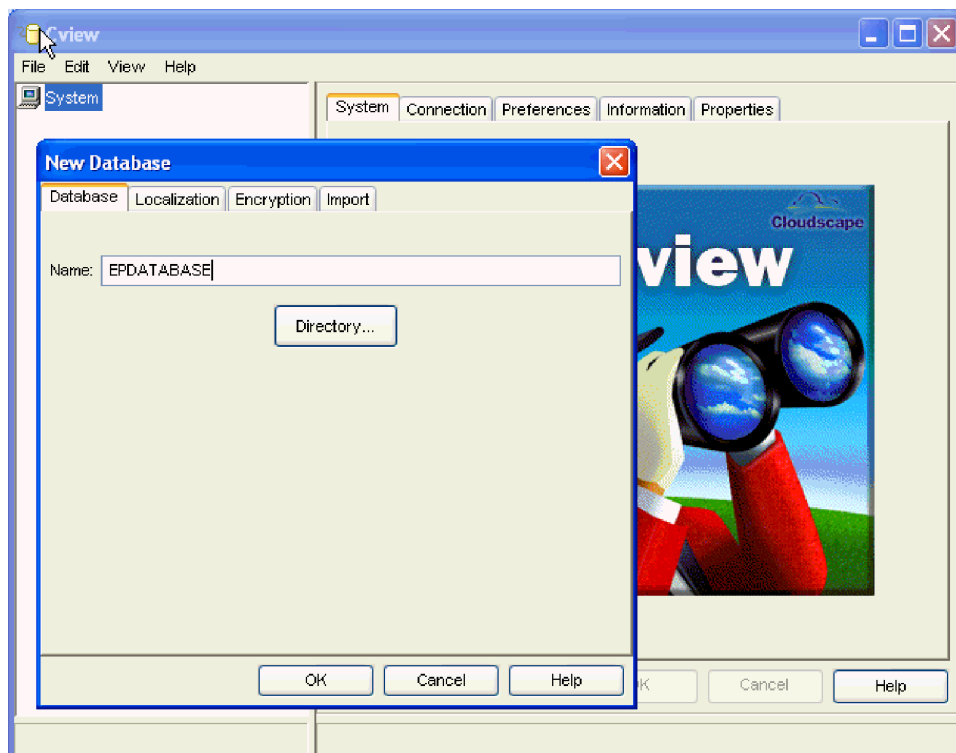 Cview
File Edit View Help
System
System Connection Preferences Information Properties
New Database
Database Localization Encryption Import
Cloudscape
view
Name: EPDATABASE
Directory...
OK Cancel Help
Cancel Help